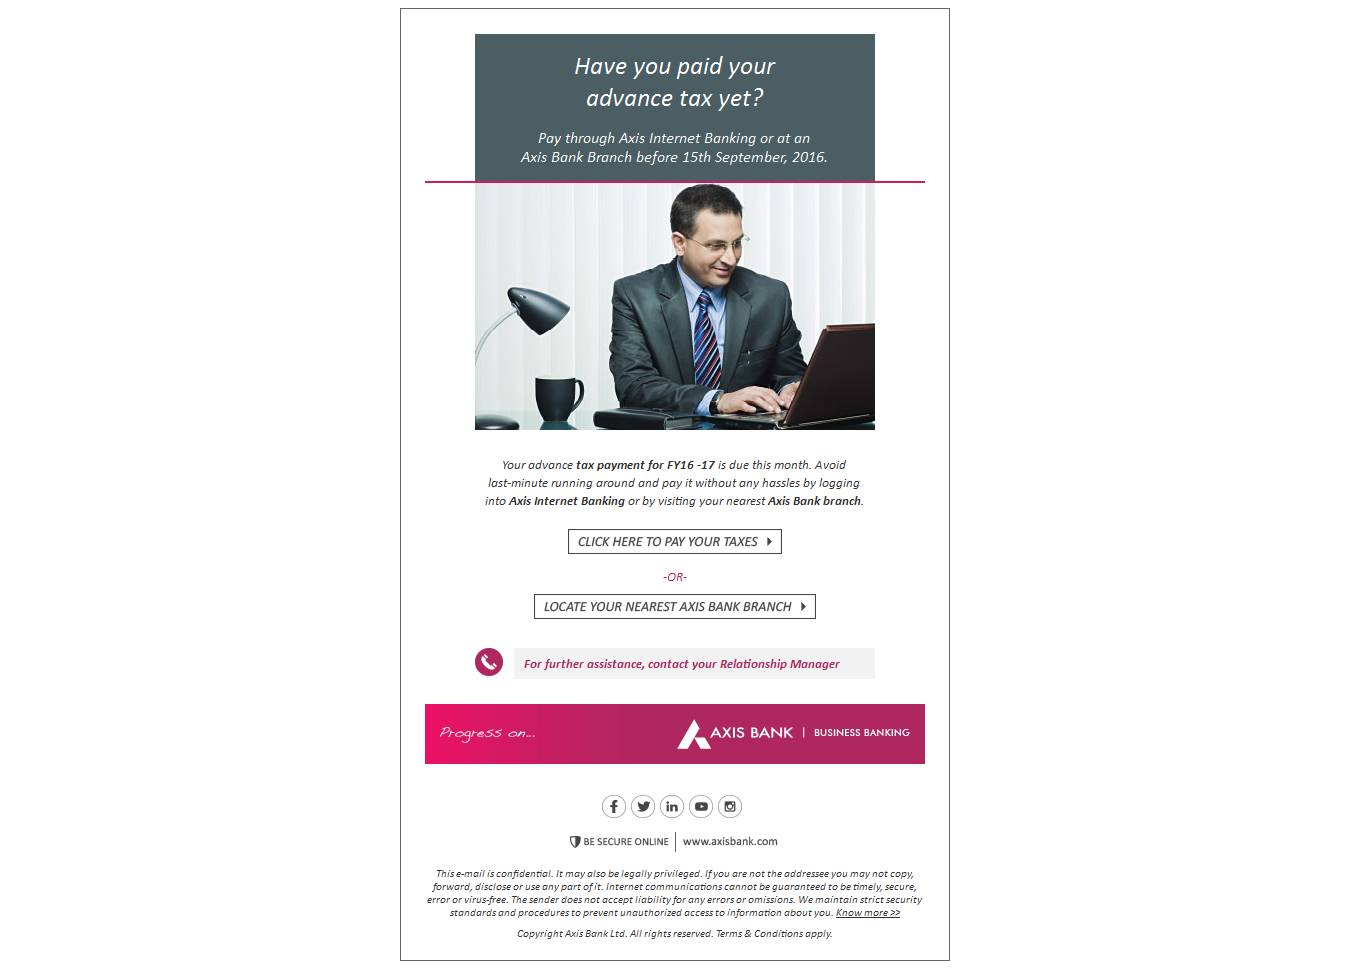 Have you paid your
advance tax yet?
Pay through Axis Internet Banking or at an
Axis Bank Branch before 15th September, 2016.
Your advance tax payment for FY16 -17 is due this month. Avoid
last-minute running around and pay it without any hassles by logging
into Axis Internet Banking or by visiting your nearest Axis Bank branch.
CLICK HERE TO PAY YOUR TAXES
-OR-
LOCATE YOUR NEAREST AXIS BANK BRANCH
For further assistance, contact your Relationship Manager
Progress on... AXIS BANK | BUSINESS BANKING
BE SECURE ONLINE | www.axisbank.com
This e-mail is confidential. It may also be legally privileged. If you are not the addressee you may not copy,
forward, disclose or use any part of it. Internet communications cannot be guaranteed to be timely, secure,
error or virus-free. The sender does not accept liability for any errors or omissions. We maintain strict security
standards and procedures to prevent unauthorized access to information about you. Know more >>
Copyright Axis Bank Ltd. All rights reserved. Terms & Conditions apply.